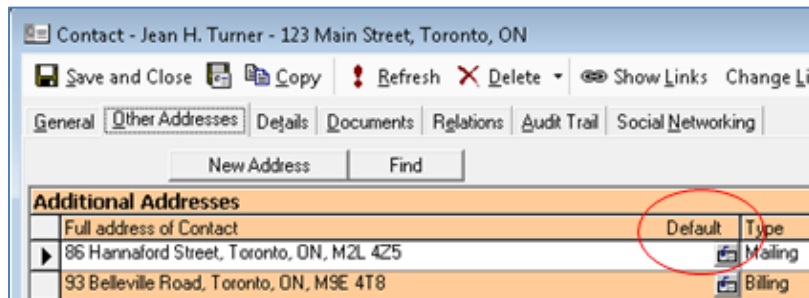 Contact - Jean H. Turner - 123 Main Street, Toronto, ON
Save and Close Copy Refresh Delete Show Links Change Li
General Other Addresses Details Documents Relations Audit Trail Social Networking
New Address Find
Additional Addresses
Full address of Contact Default Type
86 Hannaford Street, Toronto, ON, M2L 4Z5 Mailing
93 Belleville Road, Toronto, ON, M9E 4T8 Billing